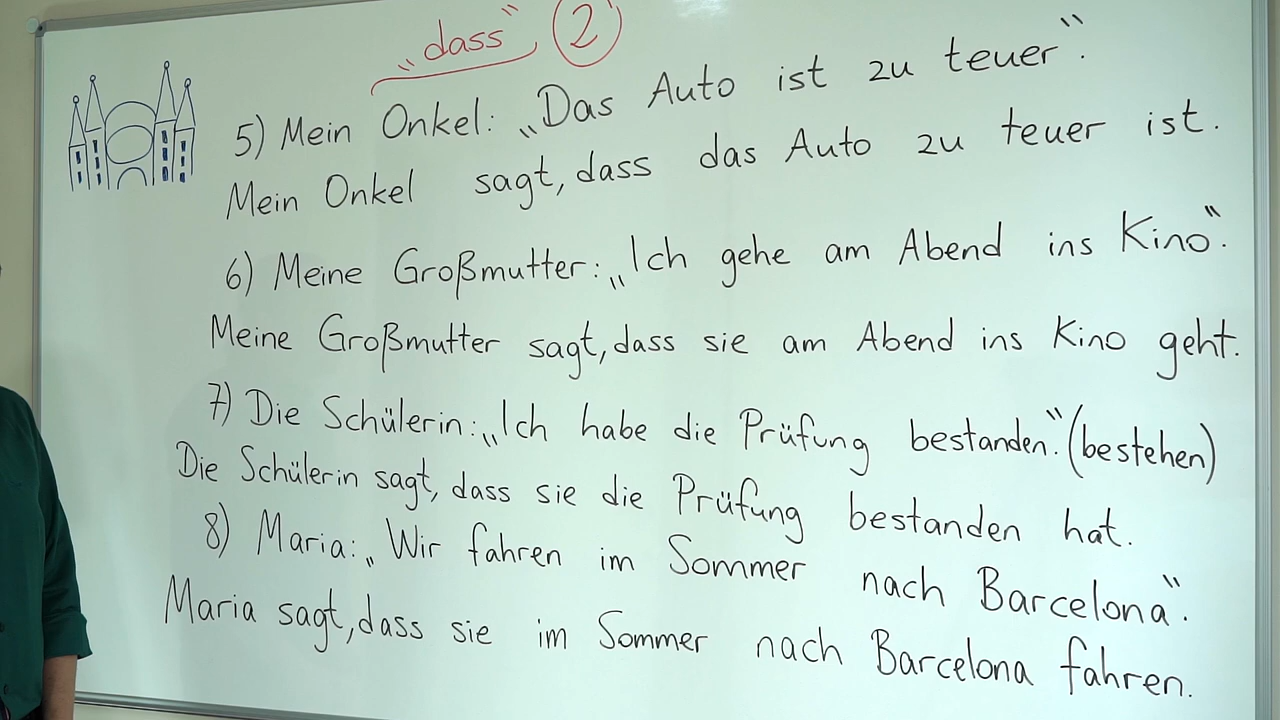 „dass“ 2
5) Mein Onkel: „Das Auto ist zu teuer“.
Mein Onkel sagt, dass das Auto zu teuer ist.
6) Meine Großmutter: „Ich gehe am Abend ins Kino“.
Meine Großmutter sagt, dass sie am Abend ins Kino geht.
7) Die Schülerin: „Ich habe die Prüfung bestanden“. (bestehen)
Die Schülerin sagt, dass sie die Prüfung bestanden hat.
8) Maria: „Wir fahren im Sommer nach Barcelona“.
Maria sagt, dass sie im Sommer nach Barcelona fahren.